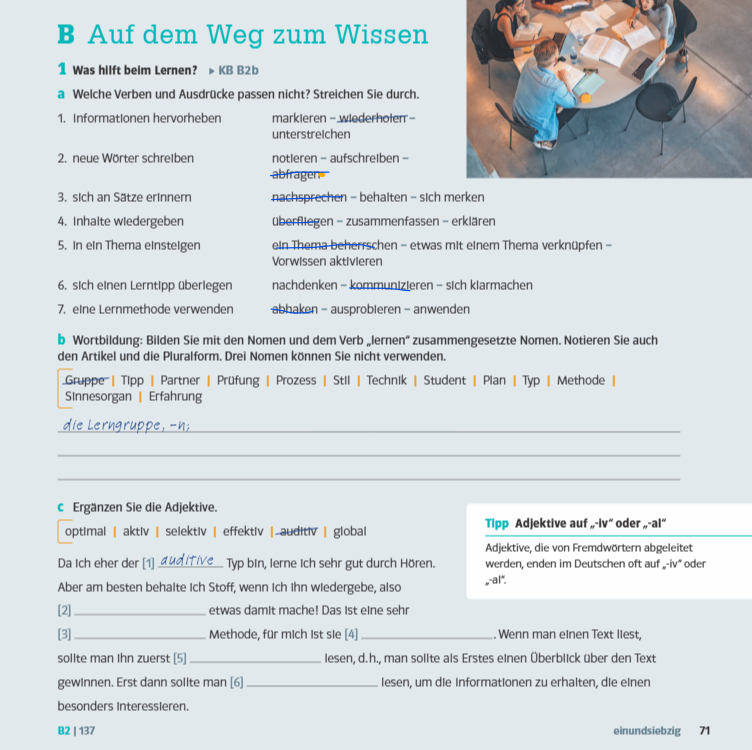 B Auf dem Weg zum Wissen
1 Was hilft beim Lernen? ▸ KB B2b
a Welche Verben und Ausdrücke passen nicht? Streichen Sie durch.
1. Informationen hervorheben markieren – wiederholen –
unterstreichen
2. neue Wörter schreiben notieren – aufschreiben –
abfragen
3. sich an Sätze erinnern nachsprechen – behalten – sich merken
4. Inhalte wiedergeben überfliegen – zusammenfassen – erklären
5. in ein Thema einsteigen ein Thema beherrschen – etwas mit einem Thema verknüpfen –
Vorwissen aktivieren
6. sich einen Lerntipp überlegen nachdenken – kommunizieren – sich klarmachen
7. eine Lernmethode verwenden abhaken – ausprobieren – anwenden
b Wortbildung: Bilden Sie mit den Nomen und dem Verb „lernen“ zusammengesetzte Nomen. Notieren Sie auch
den Artikel und die Pluralform. Drei Nomen können Sie nicht verwenden.
Gruppe | Tipp | Partner | Prüfung | Prozess | Stil | Technik | Student | Plan | Typ | Methode |
Sinnesorgan | Erfahrung
die Lerngruppe, -n;
c Ergänzen Sie die Adjektive.
optimal | aktiv | selektiv | effektiv | auditiv | global
Da ich eher der [1] auditive Typ bin, lerne ich sehr gut durch Hören.
Aber am besten behalte ich Stoff, wenn ich ihn wiedergebe, also
[2] etwas damit mache! Das ist eine sehr
[3] Methode, für mich ist sie [4] . Wenn man einen Text liest,
sollte man ihn zuerst [5] lesen, d.h., man sollte als Erstes einen Überblick über den Text
gewinnen. Erst dann sollte man [6] lesen, um die Informationen zu erhalten, die einen
besonders interessieren.
Tipp Adjektive auf „-iv“ oder „-al“
Adjektive, die von Fremdwörtern abgeleitet
werden, enden im Deutschen oft auf „-iv“ oder
„-al“.
B2 | 137 einundsiebzig 71